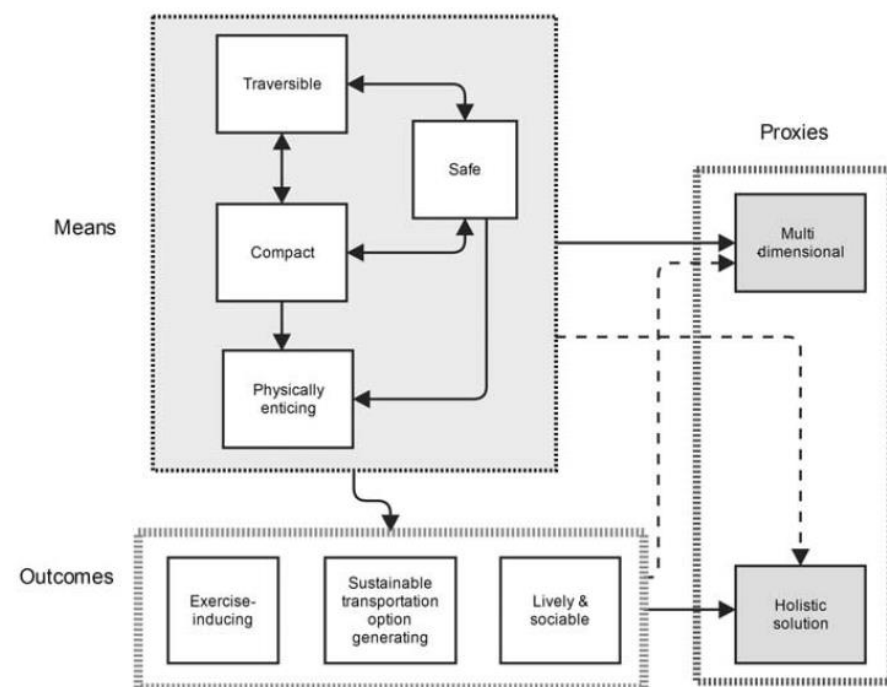 Traversible
Proxies
Safe
Means
Multi
-dimensional
Compact
Physically
enticing
Outcomes
Exercise-
inducing
Sustainable
transportation
option
generating
Lively &
sociable
Holistic
solution